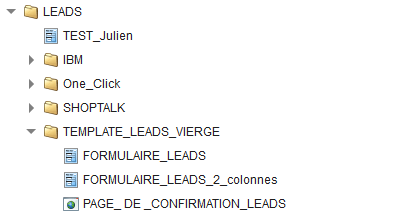 LEADS
TEST_Julien
IBM
One_Click
SHOPTALK
TEMPLATE_LEADS_VIERGE
FORMULAIRE_LEADS
FORMULAIRE_LEADS_2_colonnes
PAGE_ DE _CONFIRMATION_LEADS